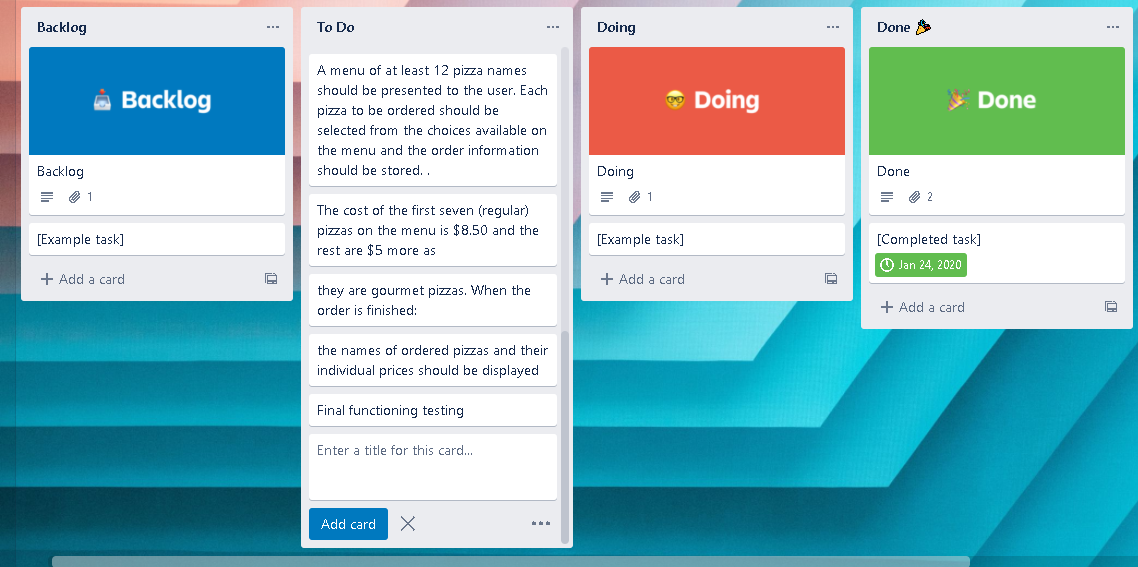 Backlog
Backlog
Backlog
1
[Example task]
Add a card
To Do
A menu of at least 12 pizza names
should be presented to the user. Each
pizza to be ordered should be
selected from the choices available on
the menu and the order information
should be stored. .
The cost of the first seven (regular)
pizzas on the menu is $8.50 and the
rest are $5 more as
they are gourmet pizzas. When the
order is finished:
the names of ordered pizzas and their
individual prices should be displayed
Final functioning testing
Enter a title for this card...
Add card
Doing
Doing
Doing
1
[Example task]
Add a card
Done
Done
Done
2
[Completed task]
Jan 24, 2020
Add a card